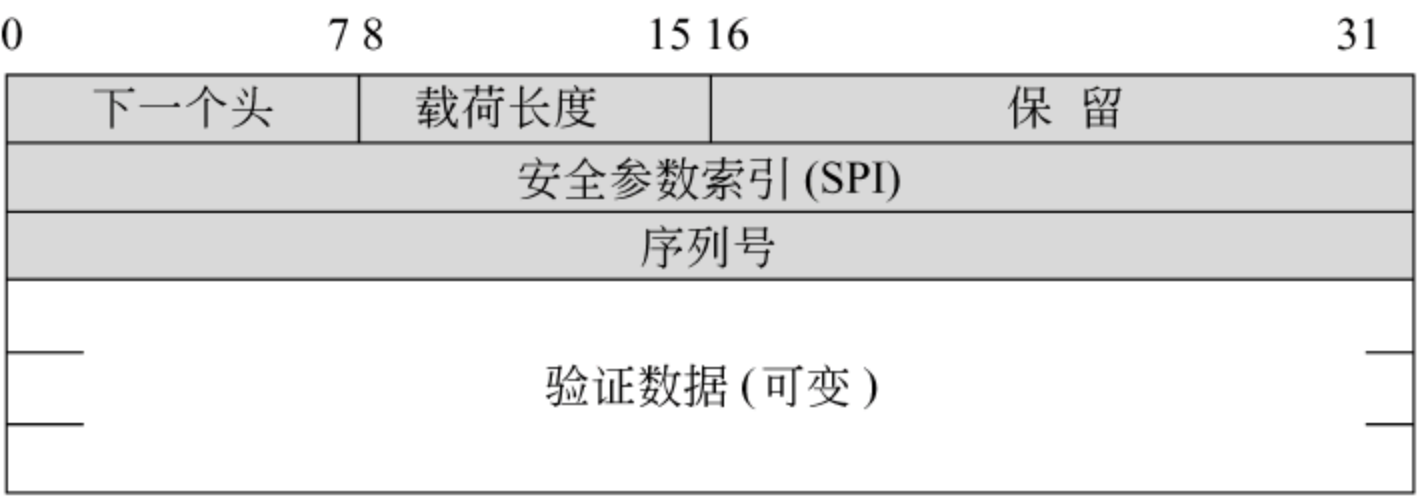 0 7 8 15 16 31
下一个头 载荷长度 保 留
安全参数索引 (SPI)
序列号
验证数据 (可变 )